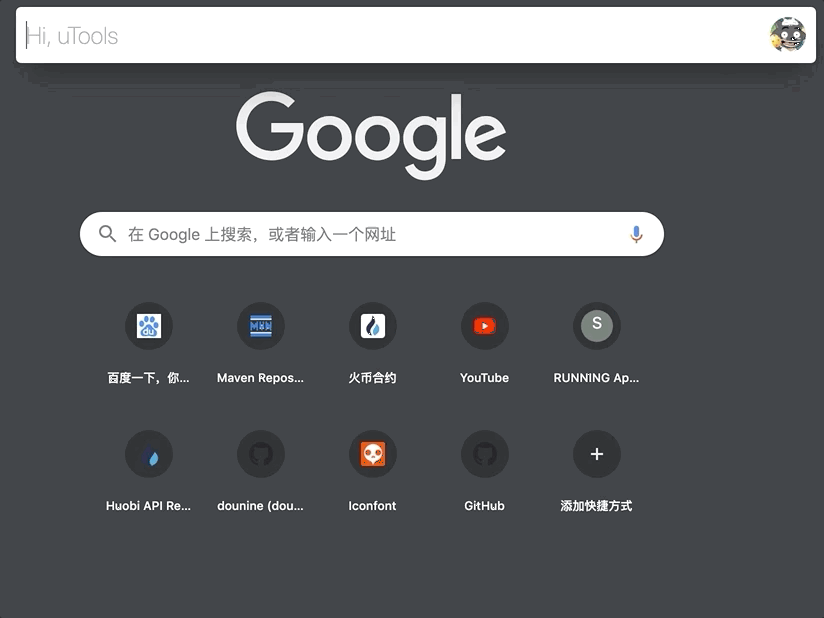 Hi, uTools
Google
在 Google 上搜索，或者输入一个网址
du
S
百度一下，你...
Maven Repos...
火币合约
YouTube
RUNNING Ap...
Huobi API Re...
dounine (dou...
Iconfont
GitHub
添加快捷方式